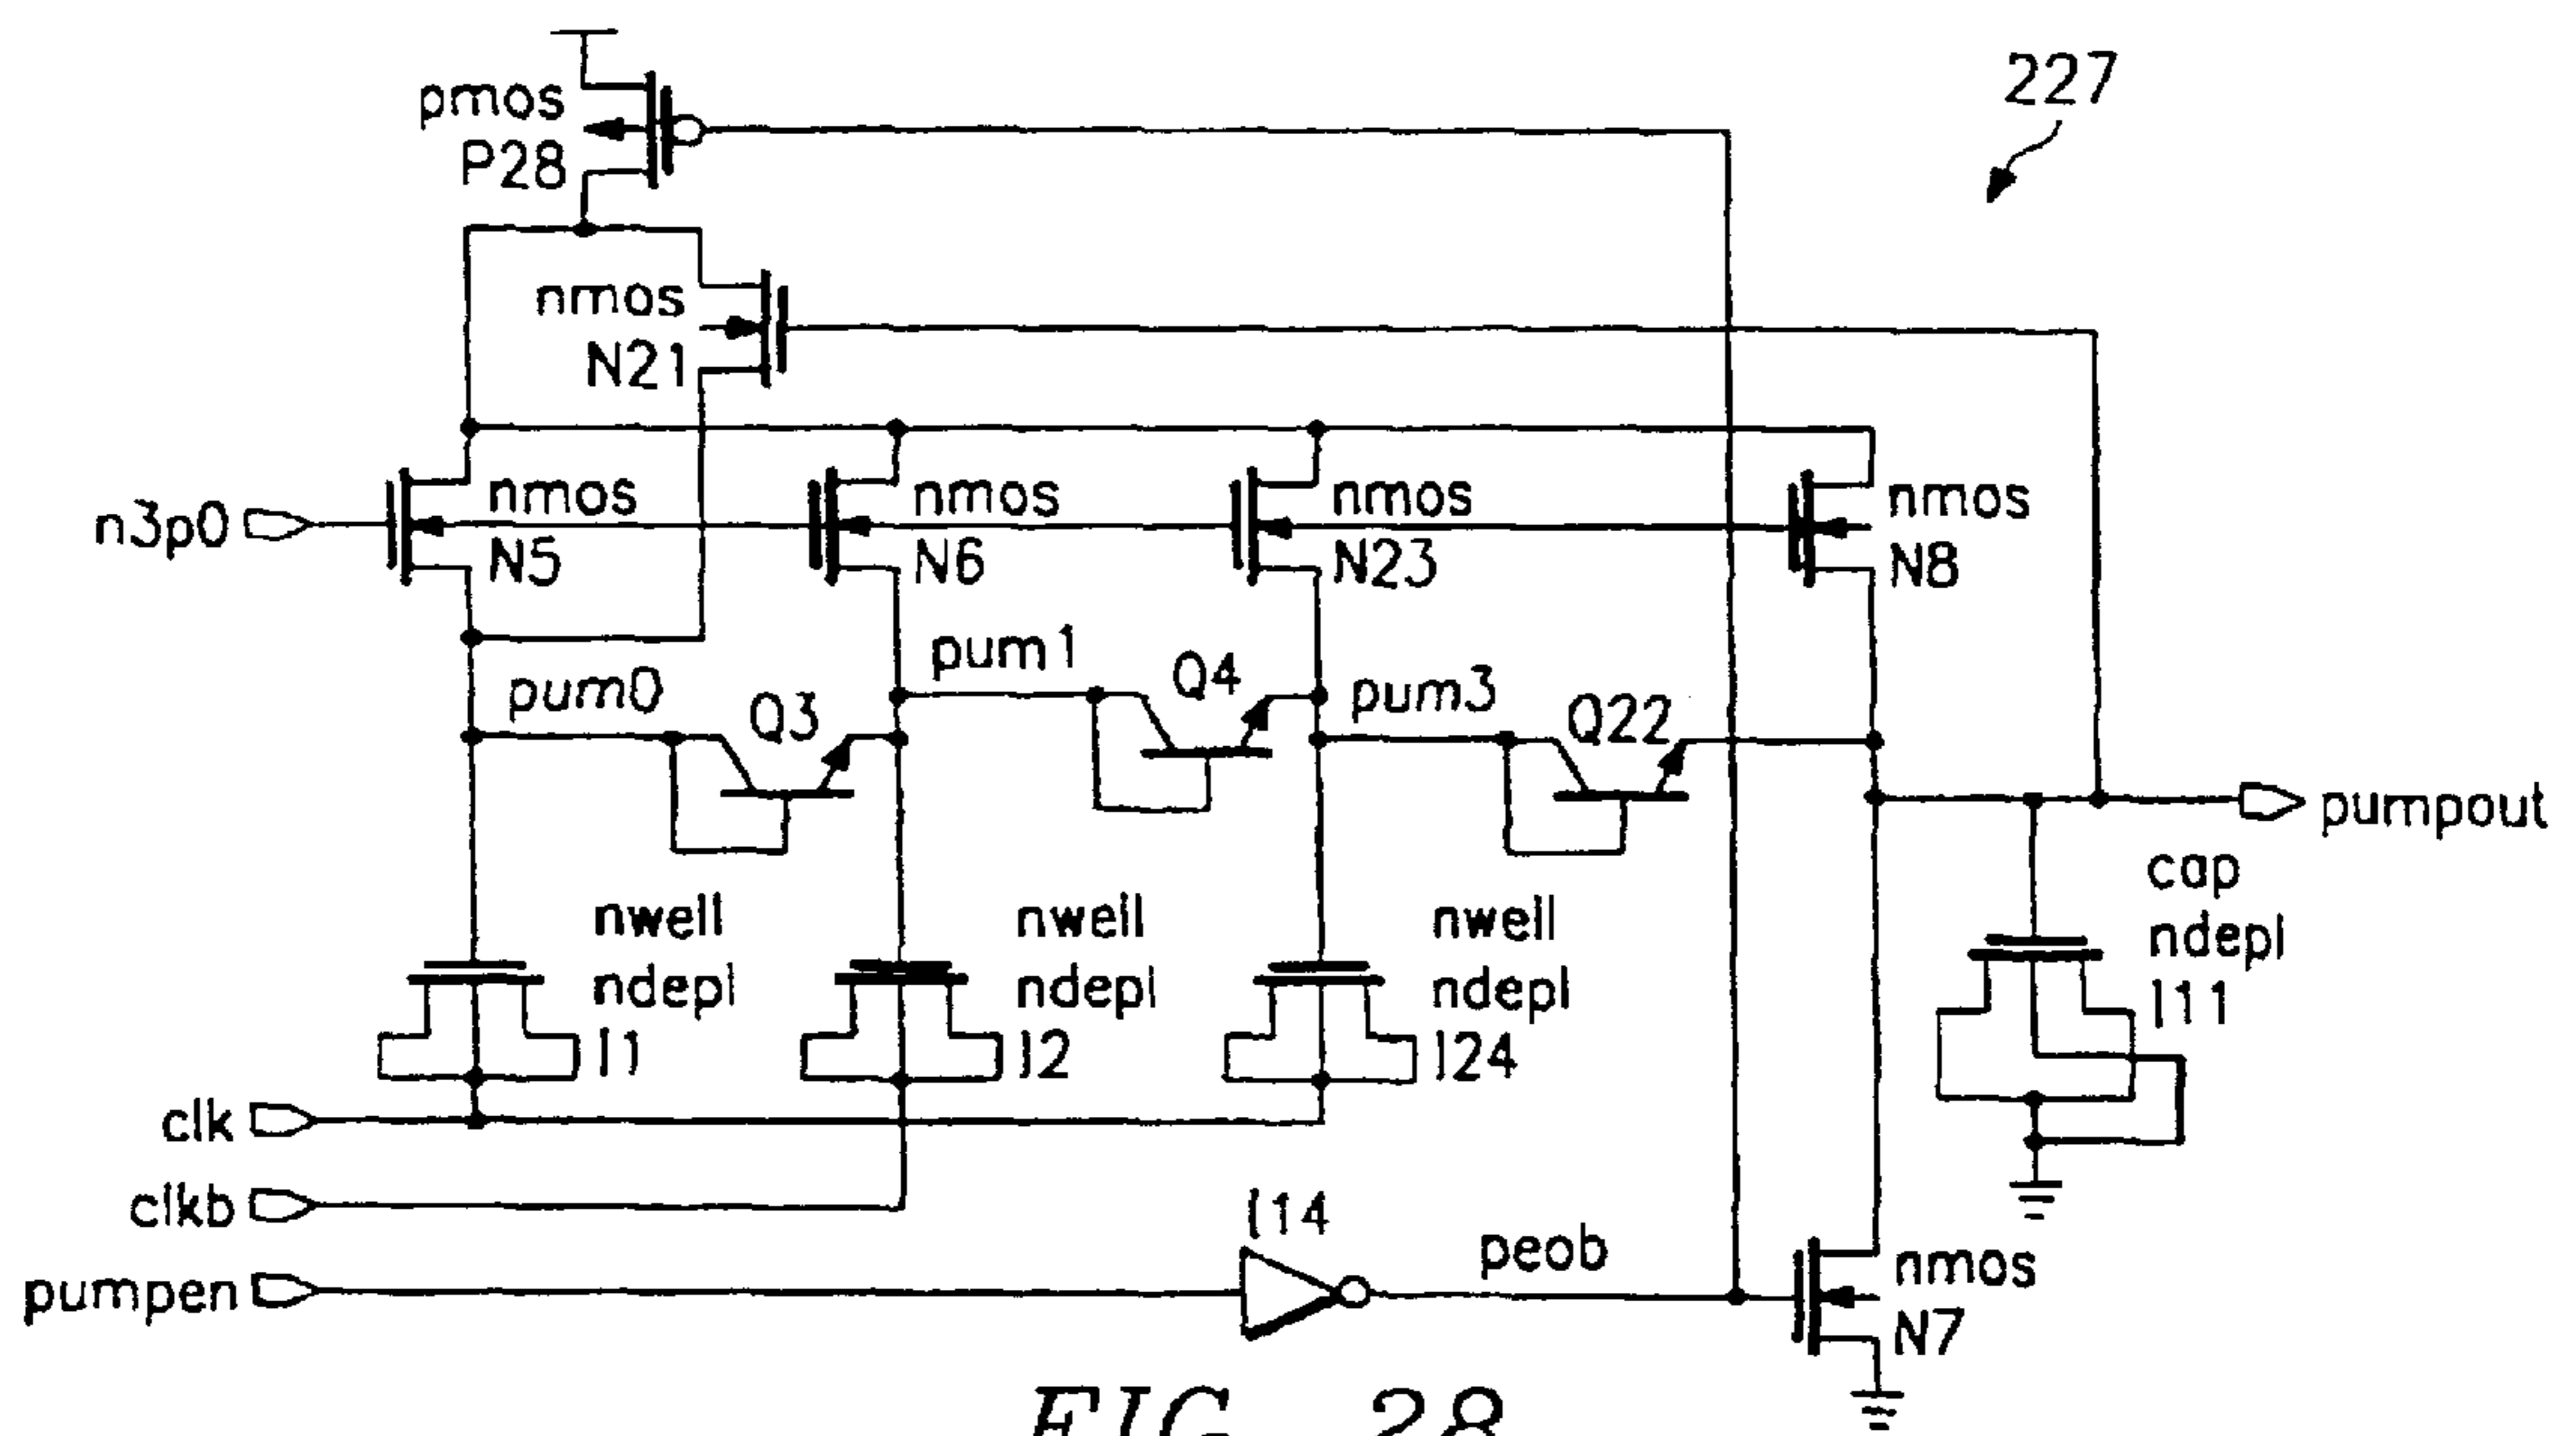 227
pmos
P28
nmos
N21
n3p0
nmos
N5
nmos
N6
nmos
N23
nmos
N8
pum0
Q3
pum1
Q4
pum3
Q22
pumpout
nwell
ndepl
I1
nwell
ndepl
I2
nwell
ndepl
I24
cap
ndepl
I11
clk
clkb
pumpen
I14
peob
nmos
N7
FIG. 28